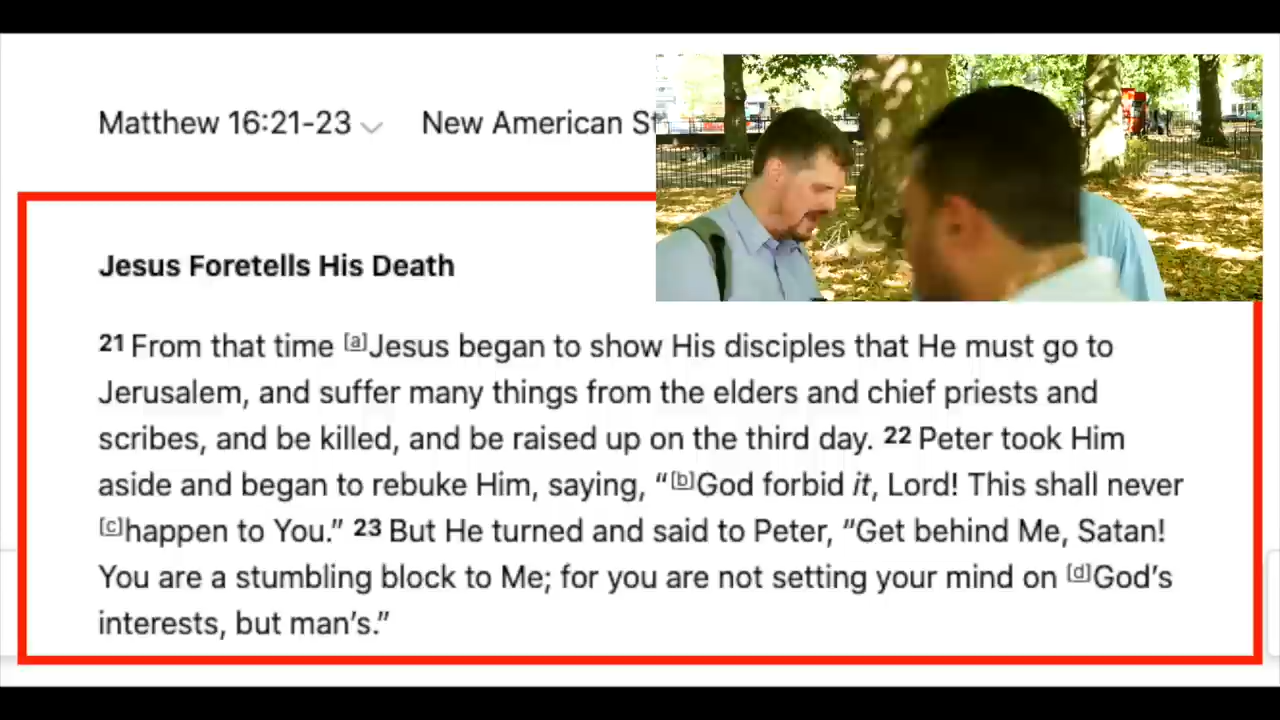 Matthew 16:21-23 New American
Jesus Foretells His Death
21 From that time [a]Jesus began to show His disciples that He must go to
Jerusalem, and suffer many things from the elders and chief priests and
scribes, and be killed, and be raised up on the third day. 22 Peter took Him
aside and began to rebuke Him, saying, “[b]God forbid it, Lord! This shall never
[c]happen to You.” 23 But He turned and said to Peter, “Get behind Me, Satan!
You are a stumbling block to Me; for you are not setting your mind on [d]God’s
interests, but man’s.”